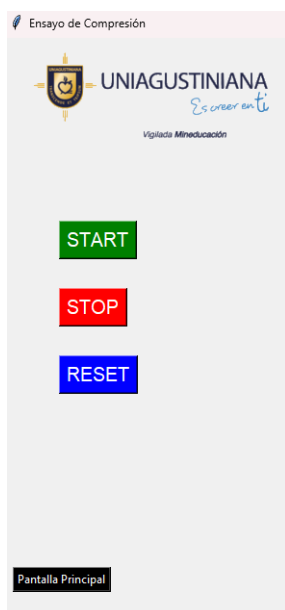 Ensayo de Compresión
UNIAGUSTINIANA
Es creer en ti
Vigilada Mineducación
START
STOP
RESET
Pantalla Principal